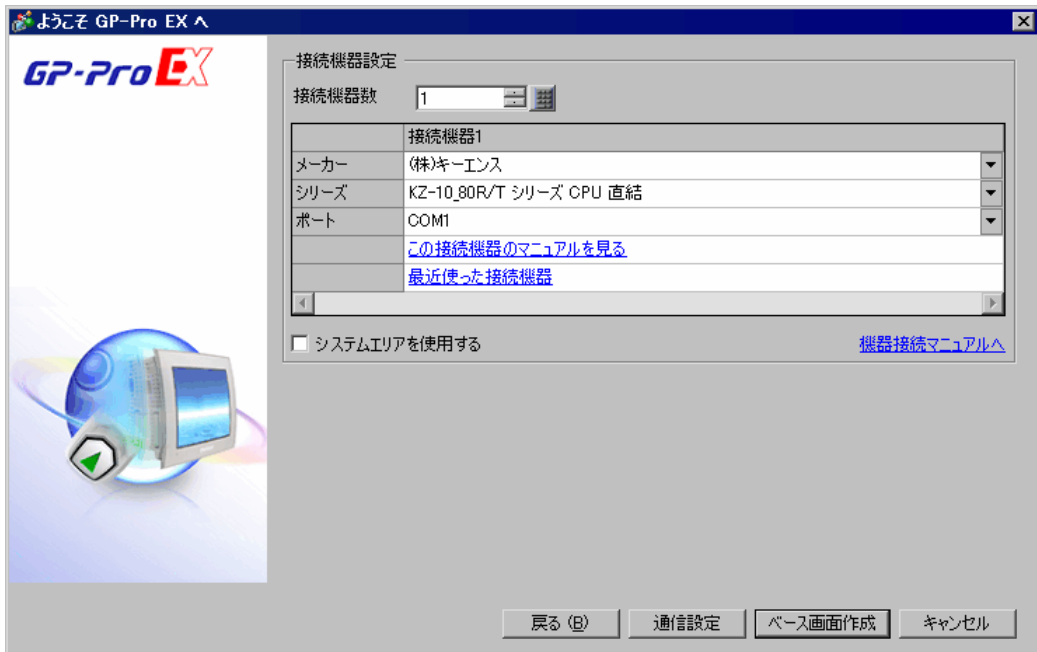 ようこそ GP-Pro EX へ
GP-Pro EX
接続機器設定
接続機器数 1
接続機器1
メーカー (株)キーエンス
シリーズ KZ-10_80R/T シリーズ CPU 直結
ポート COM1
この接続機器のマニュアルを見る
最近使った接続機器
システムエリアを使用する 機器接続マニュアルへ
戻る (B) 通信設定 ベース画面作成 キャンセル